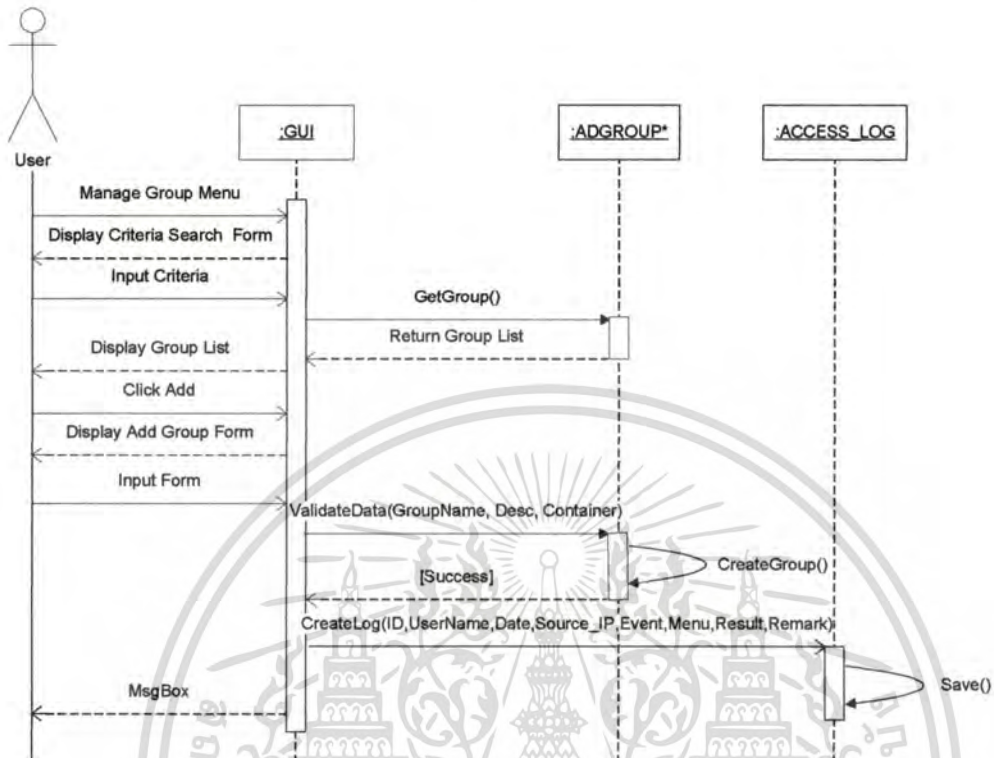 :GUI
:ADGROUP*
:ACCESS_LOG
User
Manage Group Menu
Display Criteria Search Form
Input Criteria
GetGroup()
Return Group List
Display Group List
Click Add
Display Add Group Form
Input Form
ValidateData(GroupName, Desc, Container)
CreateGroup()
[Success]
CreateLog(ID,UserName,Date,Source_IP,Event,Menu,Result,Remark)
Save()
MsgBox